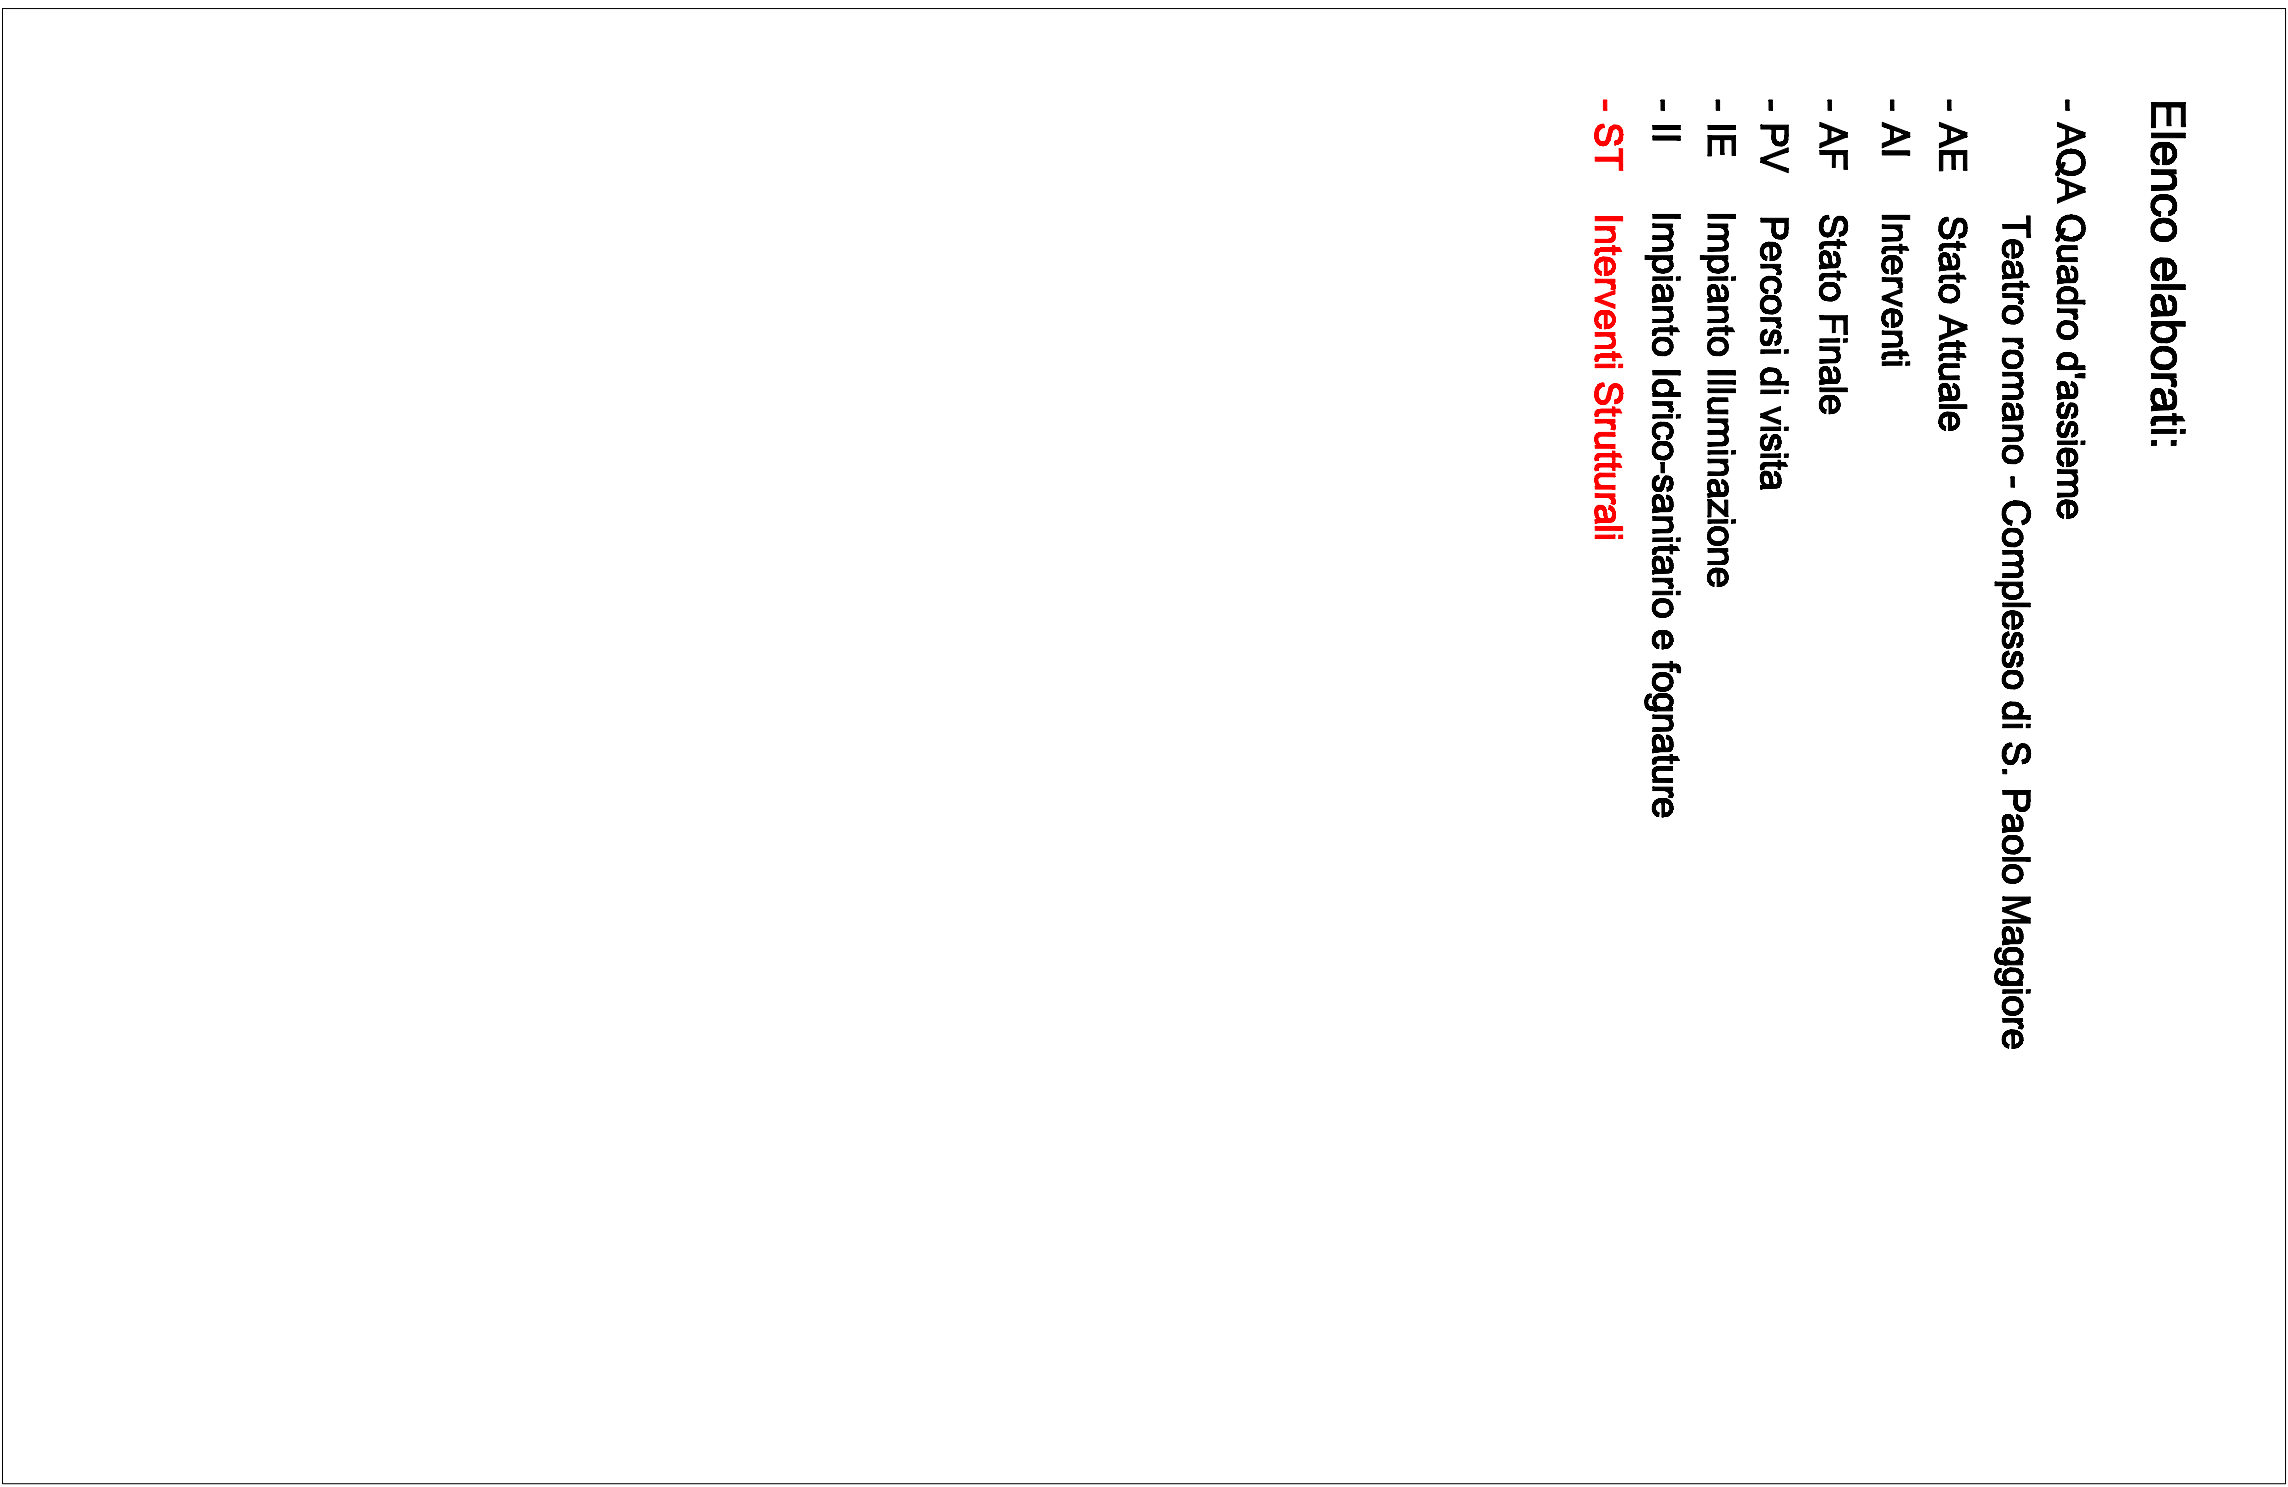 Elenco elaborati:
- AQA Quadro d'assieme
Teatro romano - Complesso di S. Paolo Maggiore
- AE Stato Attuale
- AI Interventi
- AF Stato Finale
- PV Percorsi di visita
- IE Impianto Illuminazione
- II Impianto Idrico-sanitario e fognature
- ST Interventi Strutturali